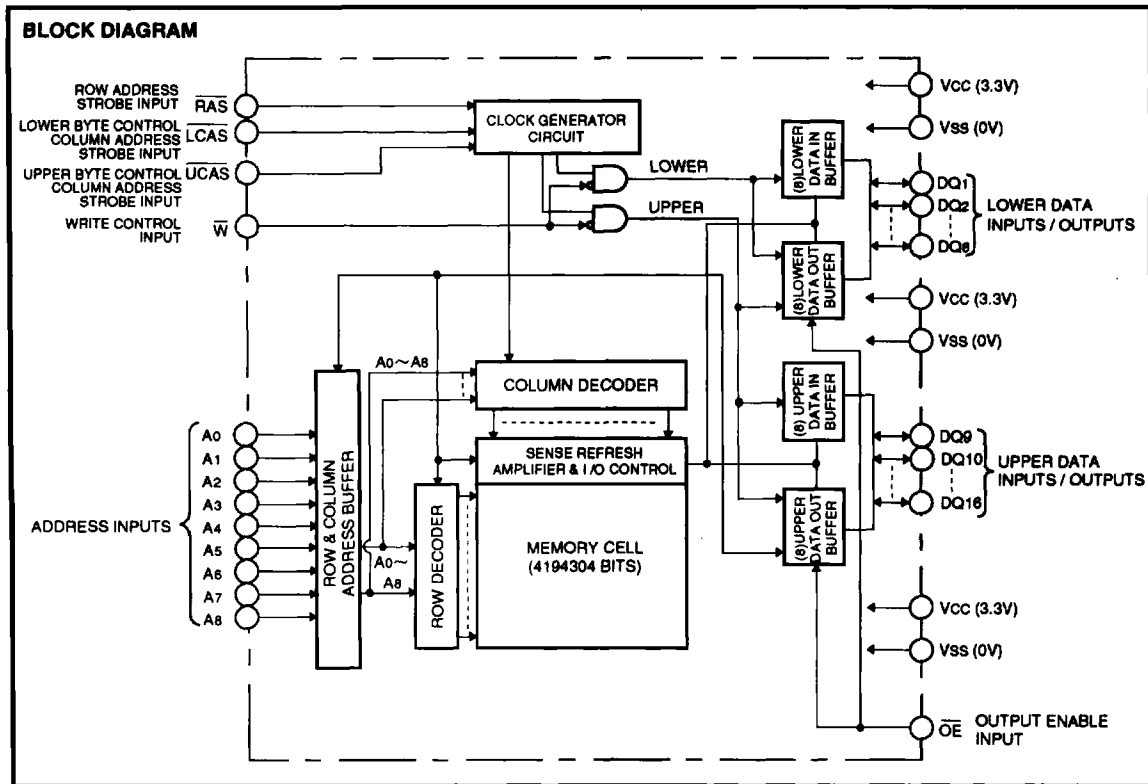 BLOCK DIAGRAM
ROW ADDRESS
STROBE INPUT
RAS
LOWER BYTE CONTROL
COLUMN ADDRESS
STROBE INPUT
LCAS
UPPER BYTE CONTROL
COLUMN ADDRESS
STROBE INPUT
UCAS
WRITE CONTROL
INPUT
W
CLOCK GENERATOR
CIRCUIT
LOWER
UPPER
(8)LOWER
DATA IN
BUFFER
(8)LOWER
DATA OUT
BUFFER
VCC (3.3V)
VSS (0V)
DQ1
DQ2
DQ8
LOWER DATA
INPUTS / OUTPUTS
VCC (3.3V)
VSS (0V)
A0~A8
COLUMN DECODER
SENSE REFRESH
AMPLIFIER & I/O CONTROL
MEMORY CELL
(4194304 BITS)
ROW DECODER
A0~
A8
ROW & COLUMN
ADDRESS BUFFER
ADDRESS INPUTS
A0
A1
A2
A3
A4
A5
A6
A7
A8
(8) UPPER
DATA IN
BUFFER
(8)UPPER
DATA OUT
BUFFER
DQ9
DQ10
DQ16
UPPER DATA
INPUTS / OUTPUTS
VCC (3.3V)
VSS (0V)
OE
OUTPUT ENABLE
INPUT